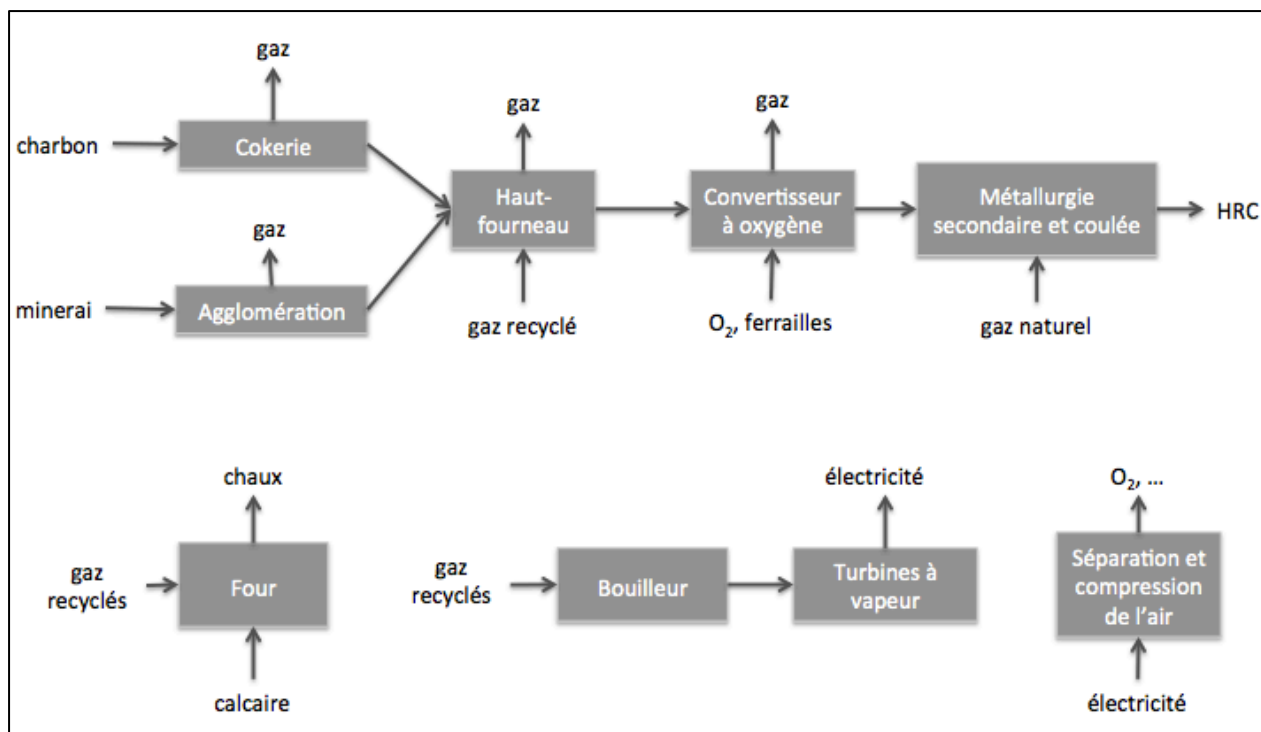 gaz
charbon
Cokerie
gaz
minerai
Agglomération
gaz
Haut-
fourneau
gaz recyclé
gaz
Convertisseur
à oxygène
O₂, ferrailles
Métallurgie
secondaire et coulée
gaz naturel
HRC
chaux
gaz
recyclés
Four
calcaire
gaz
recyclés
Bouilleur
électricité
Turbines à
vapeur
O₂, ...
Séparation et
compression
de l'air
électricité